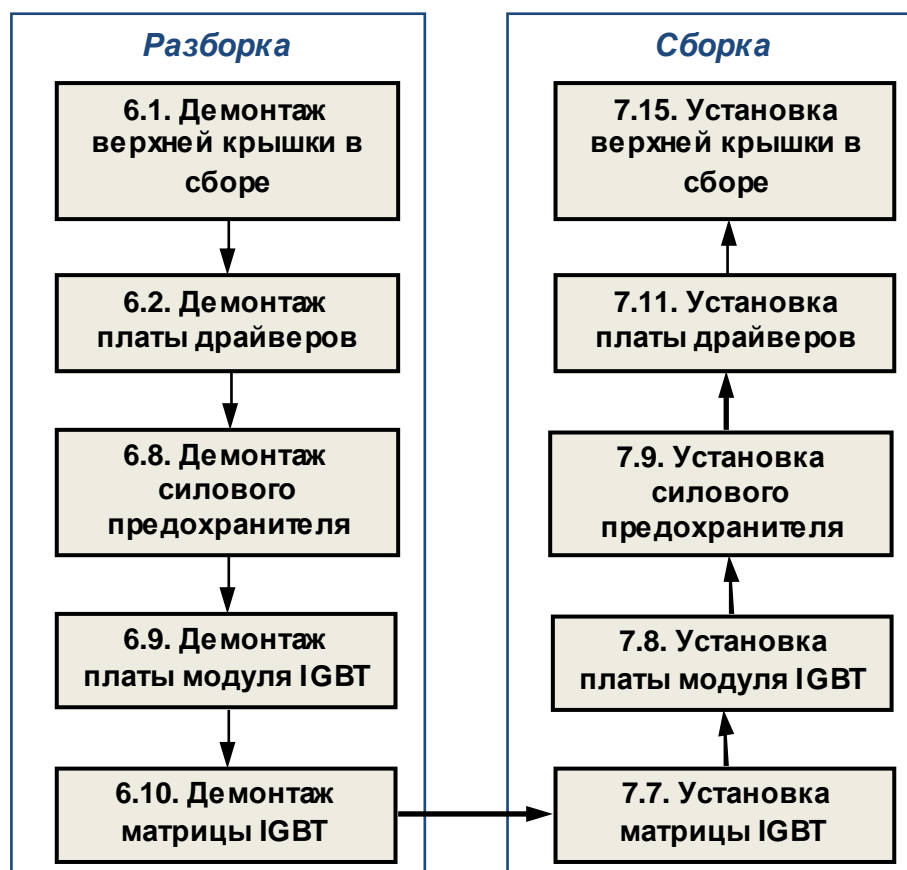 Разборка
6.1. Демонтаж
верхней крышки в
сборе
6.2. Демонтаж
платы драйверов
6.8. Демонтаж
силового
предохранителя
6.9. Демонтаж
платы модуля IGBT
6.10. Демонтаж
матрицы IGBT
Сборка
7.15. Установка
верхней крышки в
сборе
7.11. Установка
платы драйверов
7.9. Установка
силового
предохранителя
7.8. Установка
платы модуля IGBT
7.7. Установка
матрицы IGBT